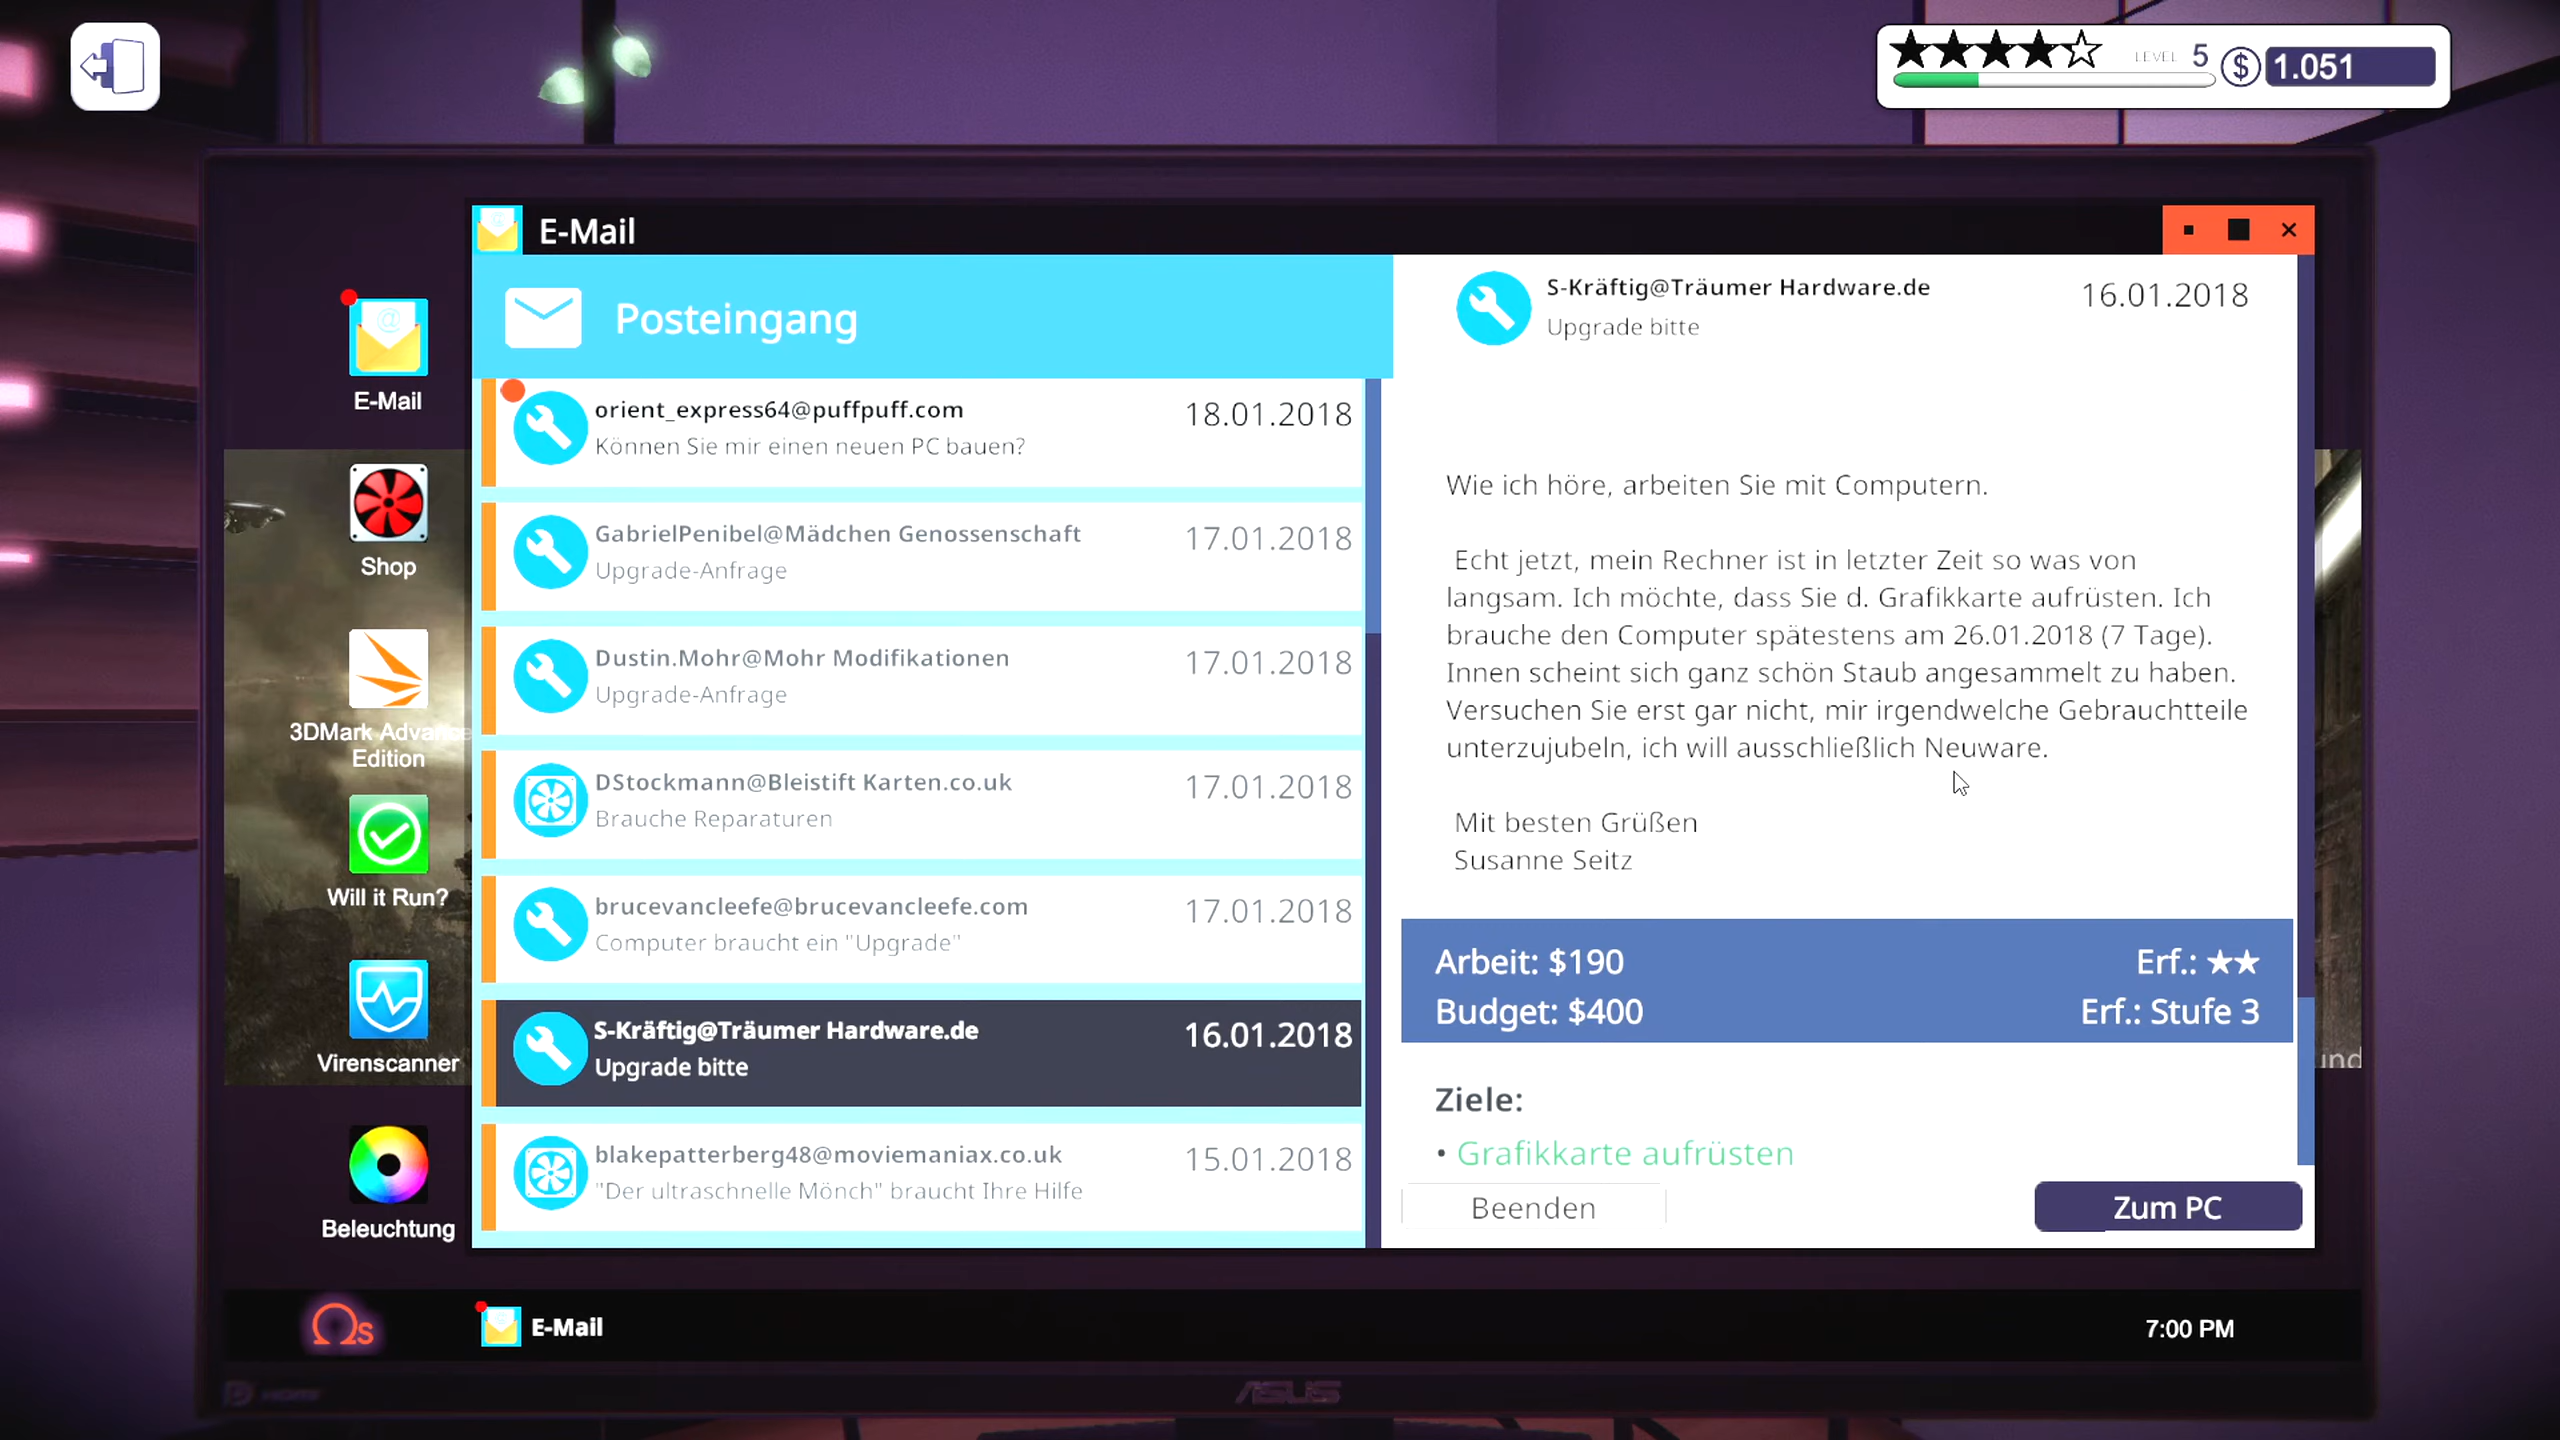 LEVEL 5
$ 1.051
E-Mail
Posteingang
orient_express64@puffpuff.com 18.01.2018
Können Sie mir einen neuen PC bauen?
GabrielPenibel@Mädchen Genossenschaft 17.01.2018
Upgrade-Anfrage
Dustin.Mohr@Mohr Modifikationen 17.01.2018
Upgrade-Anfrage
DStockmann@Bleistift Karten.co.uk 17.01.2018
Brauche Reparaturen
brucevancleefe@brucevancleefe.com 17.01.2018
Computer braucht ein "Upgrade"
S-Kräftig@Träumer Hardware.de 16.01.2018
Upgrade bitte
blakepatterberg48@moviemaniax.co.uk 15.01.2018
"Der ultraschnelle Mönch" braucht Ihre Hilfe
S-Kräftig@Träumer Hardware.de 16.01.2018
Upgrade bitte
Wie ich höre, arbeiten Sie mit Computern.
Echt jetzt, mein Rechner ist in letzter Zeit so was von
langsam. Ich möchte, dass Sie d. Grafikkarte aufrüsten. Ich
brauche den Computer spätestens am 26.01.2018 (7 Tage).
Innen scheint sich ganz schön Staub angesammelt zu haben.
Versuchen Sie erst gar nicht, mir irgendwelche Gebrauchtteile
unterzujubeln, ich will ausschließlich Neuware.
Mit besten Grüßen
Susanne Seitz
Arbeit: $190 Erf.: ★★
Budget: $400 Erf.: Stufe 3
Ziele:
• Grafikkarte aufrüsten
Beenden
Zum PC
E-Mail
Shop
3DMark Advance
Edition
Will it Run?
Virenscanner
Beleuchtung
und
Ωs
E-Mail
7:00 PM
HDMI
ASUS